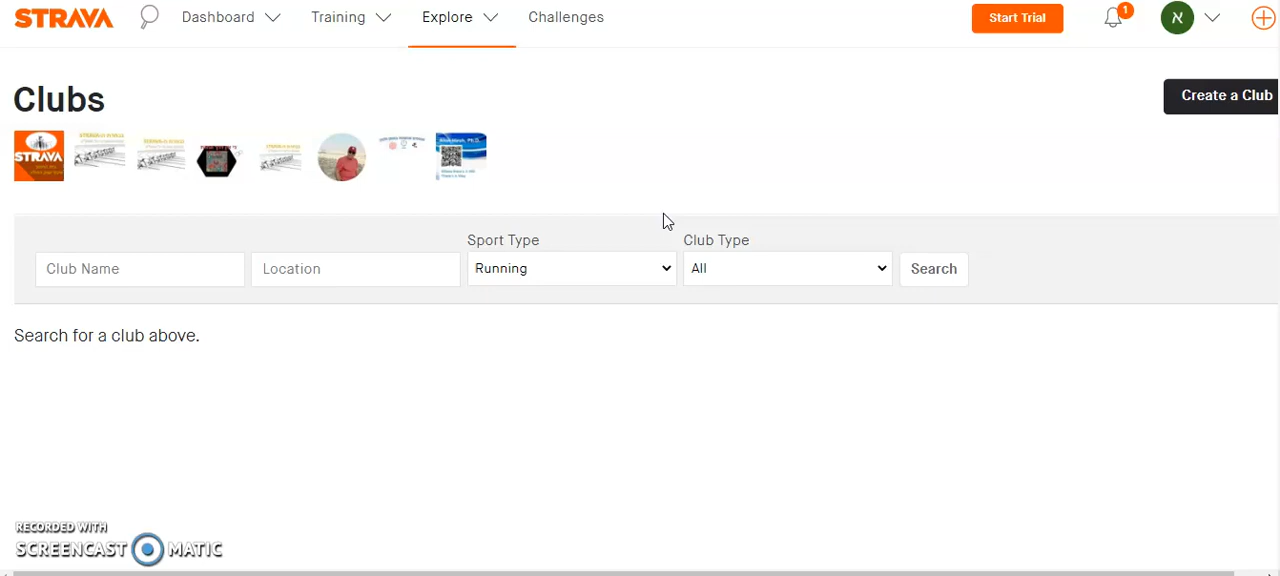 STRAVA
Dashboard
Training
Explore
Challenges
Start Trial
1
א
Clubs
Create a Club
STRAVA
Sport Type
Club Type
Club Name
Location
Running
All
Search
Search for a club above.
RECORDED WITH
SCREENCAST MATIC